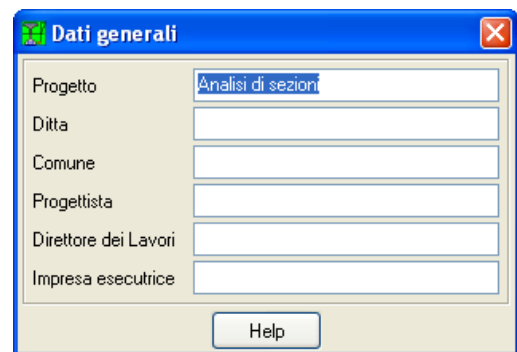 Dati generali
Progetto Analisi di sezioni
Ditta
Comune
Progettista
Direttore dei Lavori
Impresa esecutrice
Help